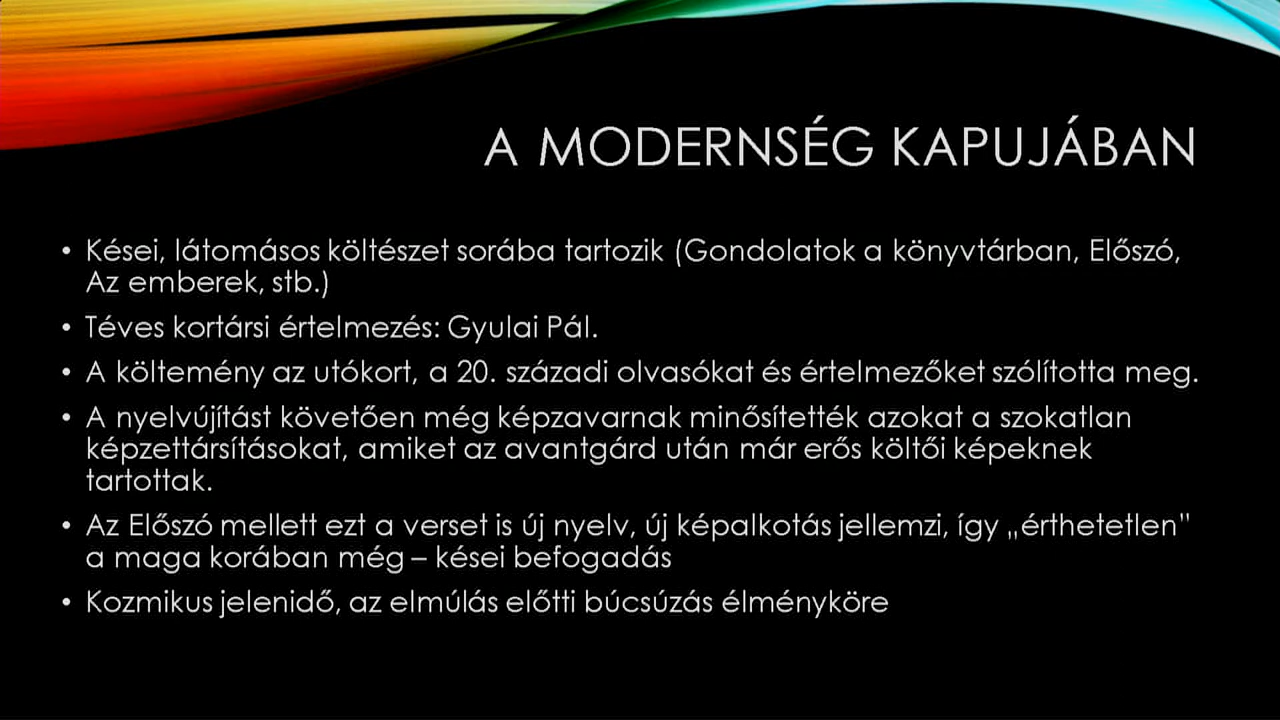 A MODERNSÉG KAPUJÁBAN
• Kései, látomásos költészet sorába tartozik (Gondolatok a könyvtárban, Előszó,
Az emberek, stb.)
• Téves kortársi értelmezés: Gyulai Pál.
• A költemény az utókort, a 20. századi olvasókat és értelmezőket szólította meg.
• A nyelvújítást követően még képzavarnak minősítették azokat a szokatlan
képzettársításokat, amiket az avantgárd után már erős költői képeknek
tartottak.
• Az Előszó mellett ezt a verset is új nyelv, új képalkotás jellemzi, így „érthetetlen"
a maga korában még – kései befogadás
• Kozmikus jelenidő, az elmúlás előtti búcsúzás élményköre